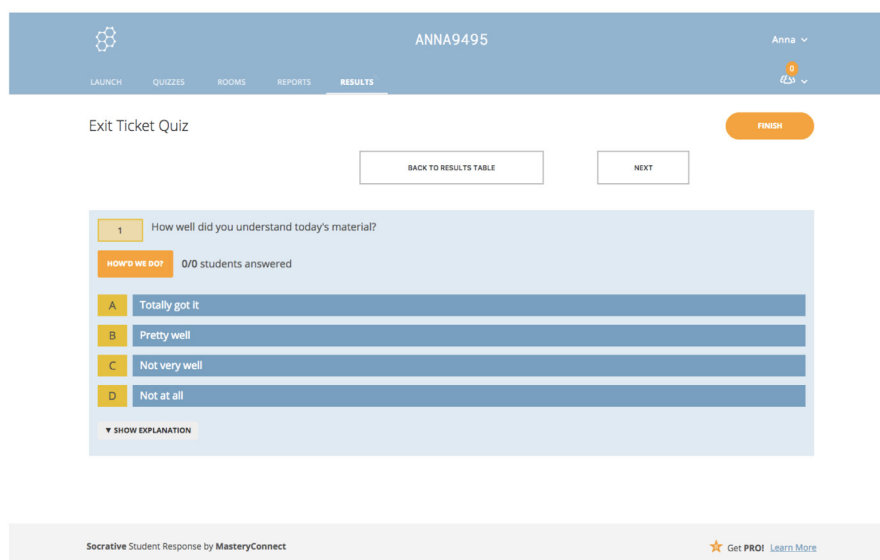 ANNA9495
Anna
0
LAUNCH QUIZZES ROOMS REPORTS RESULTS
Exit Ticket Quiz
FINISH
BACK TO RESULTS TABLE
NEXT
1 How well did you understand today's material?
HOW'D WE DO? 0/0 students answered
A Totally got it
B Pretty well
C Not very well
D Not at all
▼ SHOW EXPLANATION
Socrative Student Response by MasteryConnect
Get PRO! Learn More